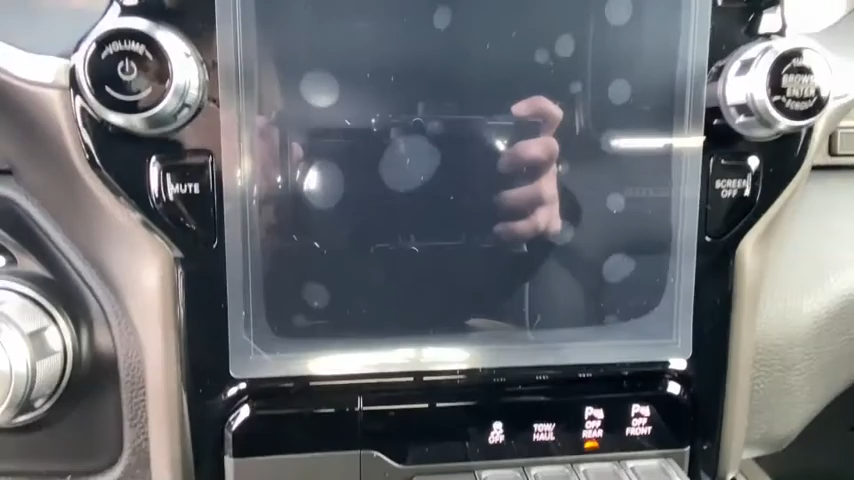 VOLUME
BROWSE
ENTER
SCROLL
MUTE
SCREEN
OFF
OFF
TOW/
HAUL
P
OFF
REAR
P
OFF
FRONT